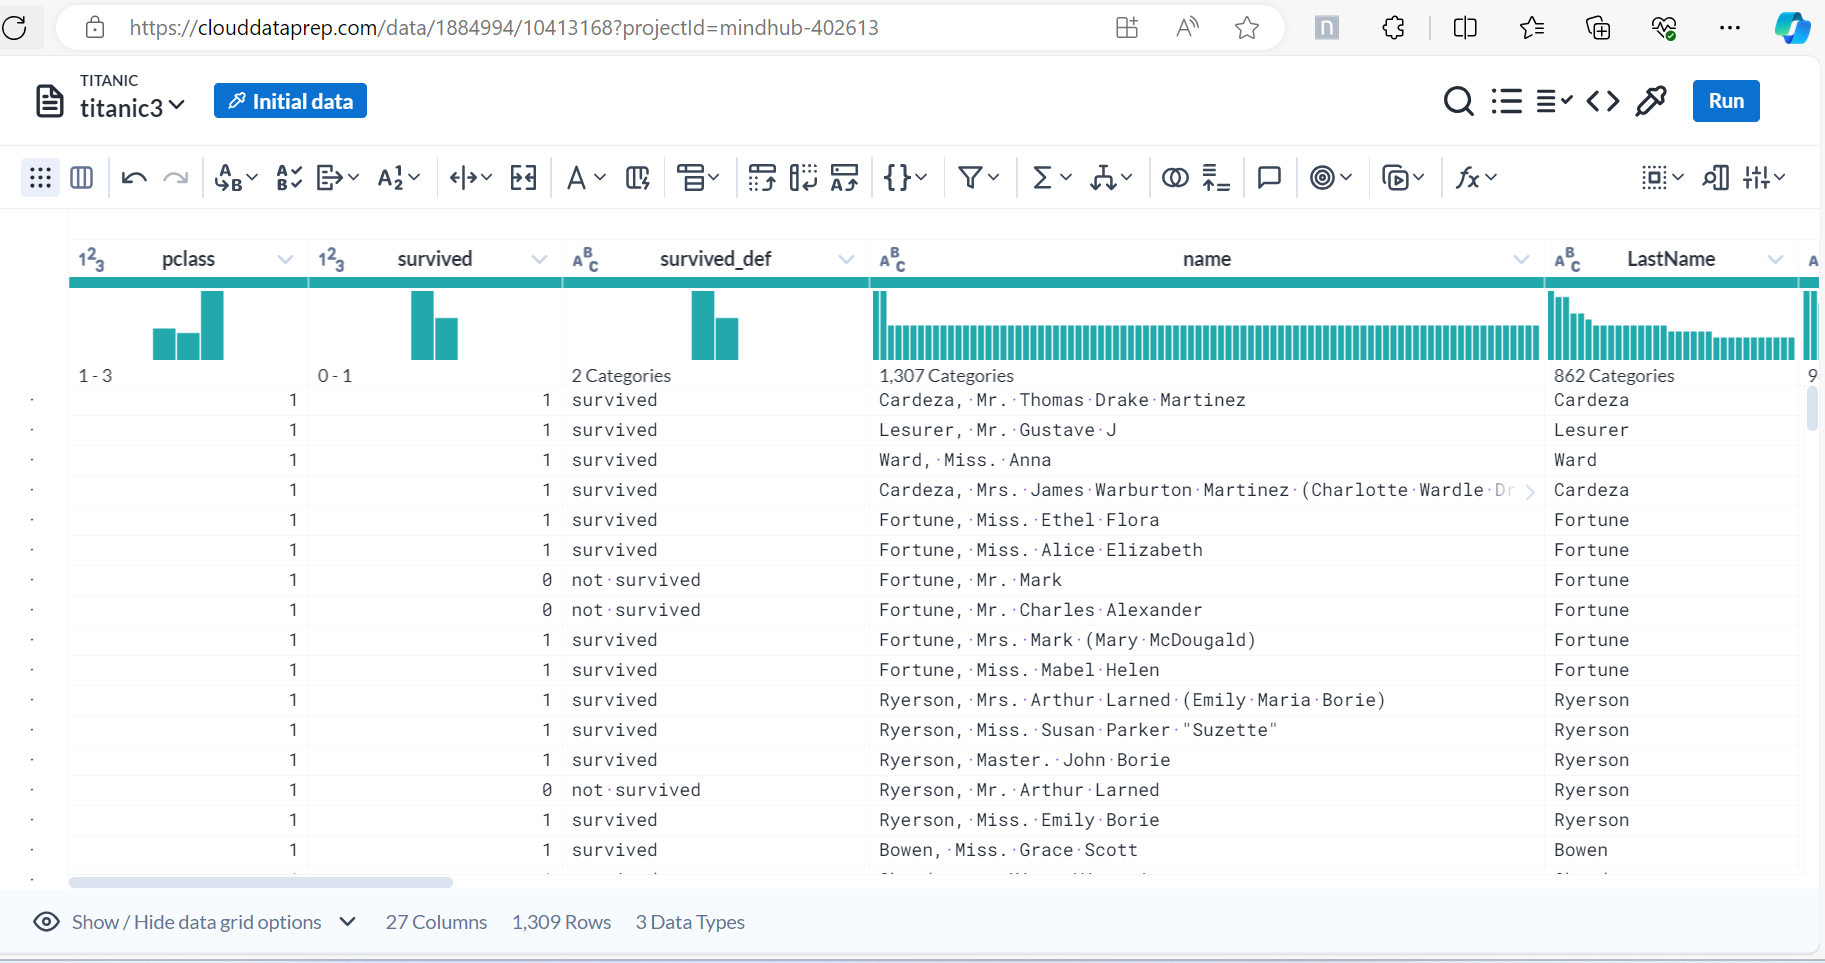 https://clouddataprep.com/data/1884994/10413168?projectId=mindhub-402613
TITANIC
titanic3
Initial data
Run
pclass survived survived_def name LastName
1 - 3 0 - 1 2 Categories 1,307 Categories 862 Categories 9
1 1 survived Cardeza, Mr. Thomas Drake Martinez Cardeza
1 1 survived Lesurer, Mr. Gustave J Lesurer
1 1 survived Ward, Miss. Anna Ward
1 1 survived Cardeza, Mrs. James Warburton Martinez (Charlotte Wardle Dr Cardeza
1 1 survived Fortune, Miss. Ethel Flora Fortune
1 1 survived Fortune, Miss. Alice Elizabeth Fortune
1 0 not survived Fortune, Mr. Mark Fortune
1 0 not survived Fortune, Mr. Charles Alexander Fortune
1 1 survived Fortune, Mrs. Mark (Mary McDougald) Fortune
1 1 survived Fortune, Miss. Mabel Helen Fortune
1 1 survived Ryerson, Mrs. Arthur Larned (Emily Maria Borie) Ryerson
1 1 survived Ryerson, Miss. Susan Parker "Suzette" Ryerson
1 1 survived Ryerson, Master. John Borie Ryerson
1 0 not survived Ryerson, Mr. Arthur Larned Ryerson
1 1 survived Ryerson, Miss. Emily Borie Ryerson
1 1 survived Bowen, Miss. Grace Scott Bowen
Show / Hide data grid options 27 Columns 1,309 Rows 3 Data Types